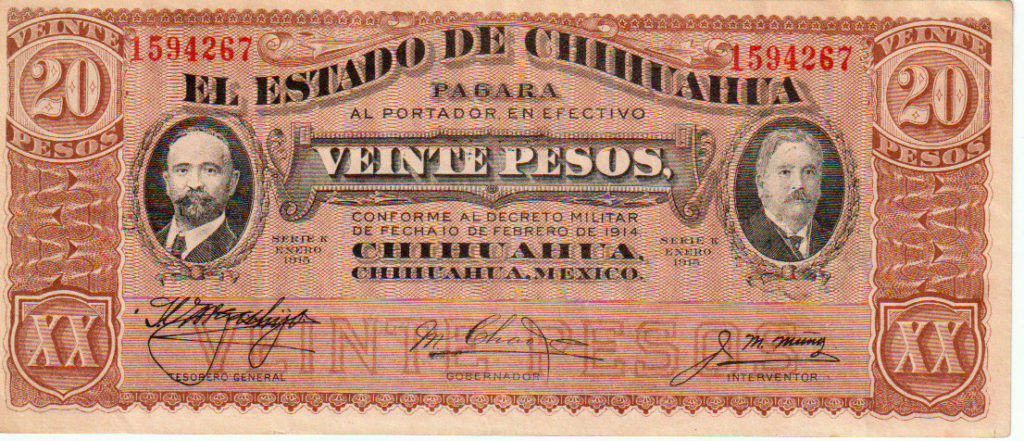 VEINTE
20
PESOS
1594267
EL ESTADO DE CHIHUAHUA
1594267
VEINTE
20
PESOS
PAGARA
AL PORTADOR, EN EFECTIVO
VEINTE PESOS,
CONFORME AL DECRETO MILITAR
DE FECHA 10 DE FEBRERO DE 1914
CHIHUAHUA,
CHIHUAHUA, MEXICO.
SERIE K
ENERO
1915
SERIE K
ENERO
1915
XX
VEINTE PESOS
XX
TESORERO GENERAL
GOBERNADOR
INTERVENTOR